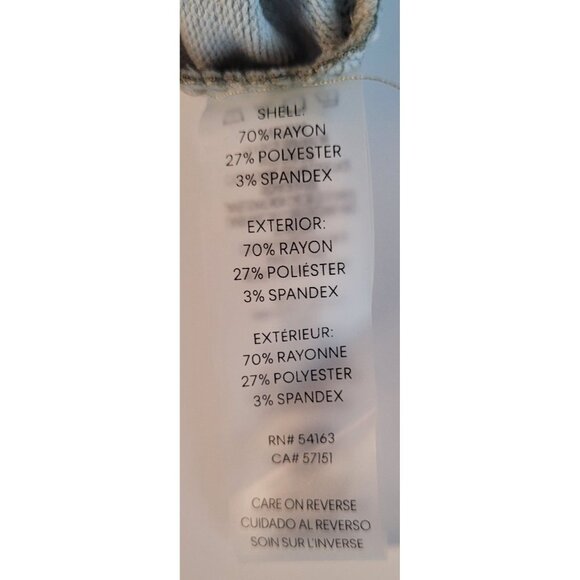 SHELL:
70% RAYON
27% POLYESTER
3% SPANDEX
EXTERIOR:
70% RAYON
27% POLIÉSTER
3% SPANDEX
EXTÉRIEUR:
70% RAYONNE
27% POLYESTER
3% SPANDEX
RN# 54163
CA# 57151
CARE ON REVERSE
CUIDADO AL REVERSO
SOIN SUR L'INVERSE